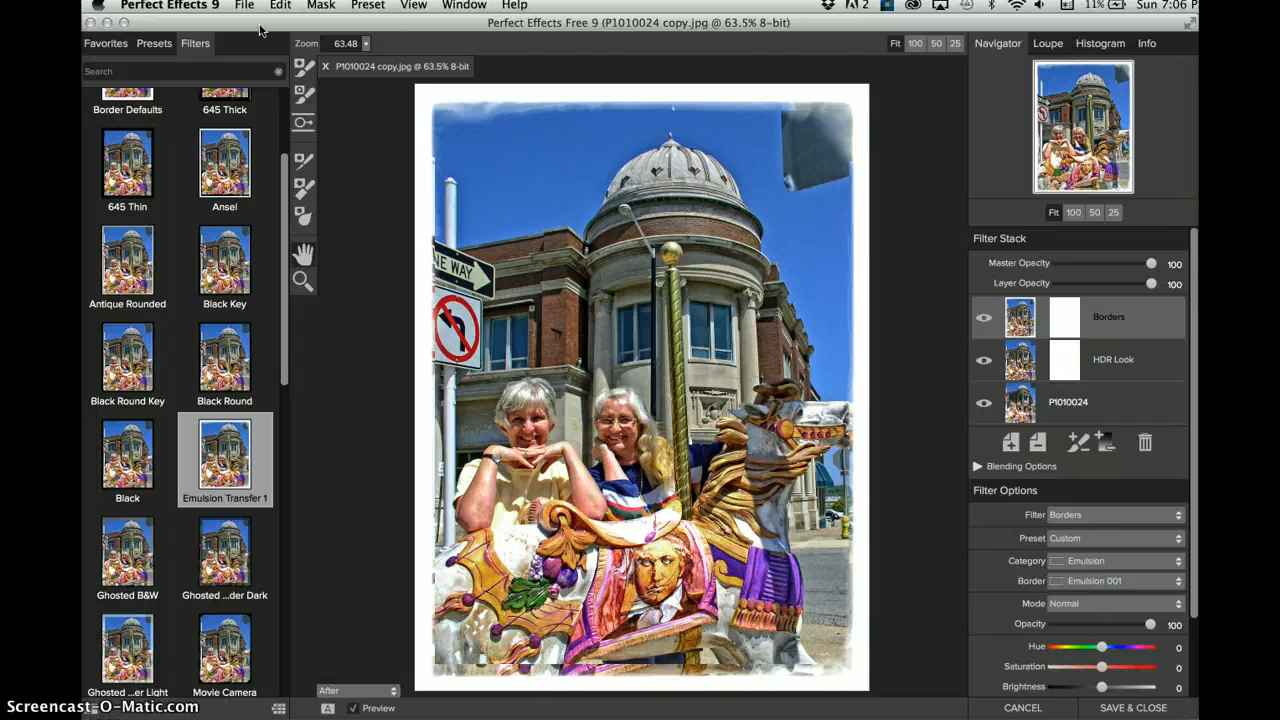 Perfect Effects 9 File Edit Mask Preset View Window Help 2 11% Sun 7:06 P
Perfect Effects Free 9 (P1010024 copy.jpg @ 63.5% 8-bit)
Favorites Presets Filters Zoom 63.48 Fit 100 50 25 Navigator Loupe Histogram Info
Search X P1010024 copy.jpg @ 63.5% 8-bit
Border Defaults 645 Thick
645 Thin Ansel
Antique Rounded Black Key
Black Round Key Black Round
Black Emulsion Transfer 1
Ghosted B&W Ghosted ...der Dark
Ghosted ...er Light Movie Camera
NE WAY
After
A Preview
Fit 100 50 25
Filter Stack
Master Opacity 100
Layer Opacity 100
Borders
HDR Look
P1010024
Blending Options
Filter Options
Filter Borders
Preset Custom
Category Emulsion
Border Emulsion 001
Mode Normal
Opacity 100
Hue 0
Saturation 0
Brightness 0
CANCEL SAVE & CLOSE
Screencast-O-Matic.com